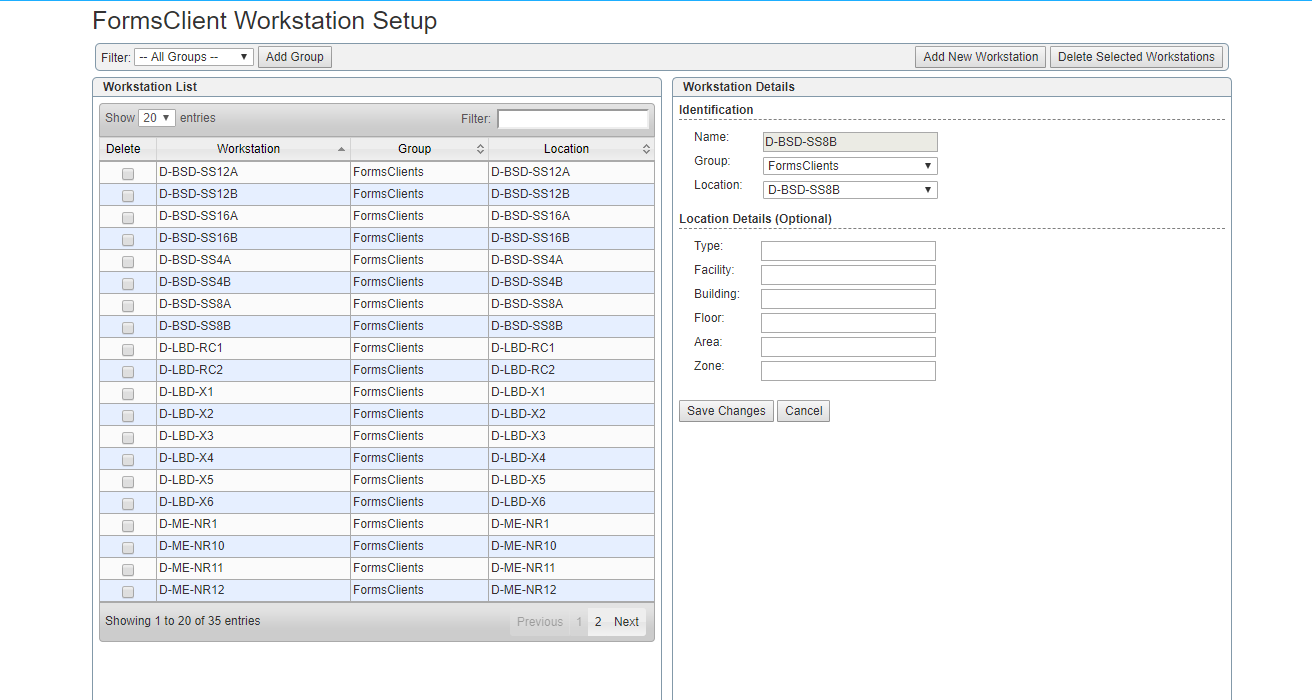 FormsClient Workstation Setup
Filter: -- All Groups -- Add Group Add New Workstation Delete Selected Workstations
Workstation List
Show 20 entries Filter:
Delete Workstation Group Location
D-BSD-SS12A FormsClients D-BSD-SS12A
D-BSD-SS12B FormsClients D-BSD-SS12B
D-BSD-SS16A FormsClients D-BSD-SS16A
D-BSD-SS16B FormsClients D-BSD-SS16B
D-BSD-SS4A FormsClients D-BSD-SS4A
D-BSD-SS4B FormsClients D-BSD-SS4B
D-BSD-SS8A FormsClients D-BSD-SS8A
D-BSD-SS8B FormsClients D-BSD-SS8B
D-LBD-RC1 FormsClients D-LBD-RC1
D-LBD-RC2 FormsClients D-LBD-RC2
D-LBD-X1 FormsClients D-LBD-X1
D-LBD-X2 FormsClients D-LBD-X2
D-LBD-X3 FormsClients D-LBD-X3
D-LBD-X4 FormsClients D-LBD-X4
D-LBD-X5 FormsClients D-LBD-X5
D-LBD-X6 FormsClients D-LBD-X6
D-ME-NR1 FormsClients D-ME-NR1
D-ME-NR10 FormsClients D-ME-NR10
D-ME-NR11 FormsClients D-ME-NR11
D-ME-NR12 FormsClients D-ME-NR12
Showing 1 to 20 of 35 entries Previous 1 2 Next
Workstation Details
Identification
Name: D-BSD-SS8B
Group: FormsClients
Location: D-BSD-SS8B
Location Details (Optional)
Type:
Facility:
Building:
Floor:
Area:
Zone:
Save Changes Cancel